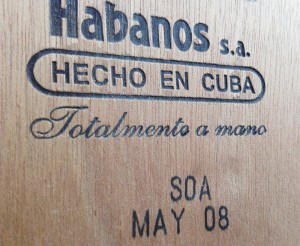 Habanos s.a.
HECHO EN CUBA
Totalmente a mano
SOA
MAY 08